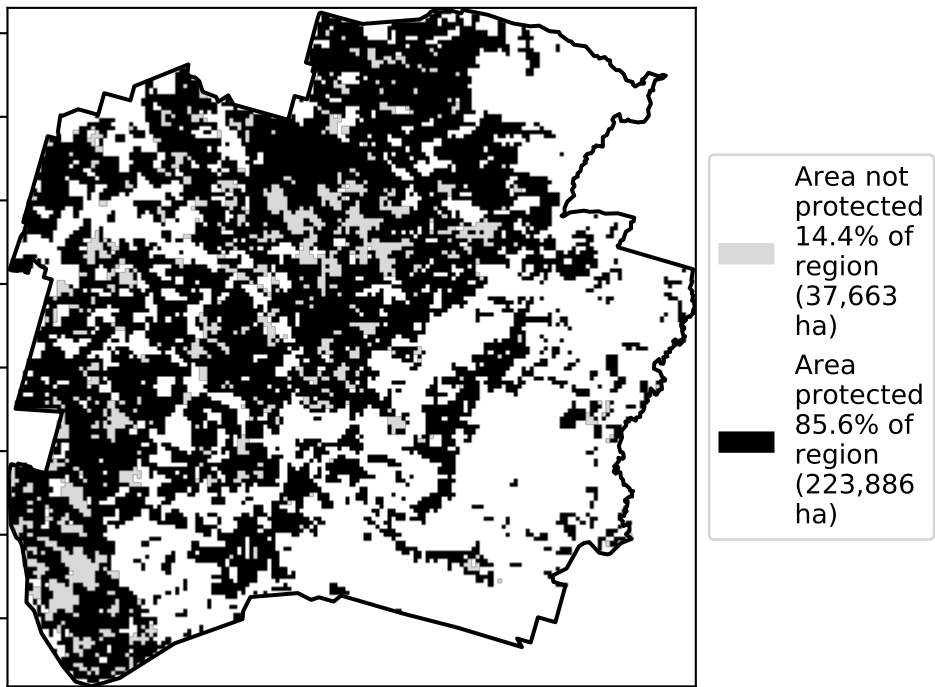 Area not
protected
14.4% of
region
(37,663
ha)
Area
protected
85.6% of
region
(223,886
ha)